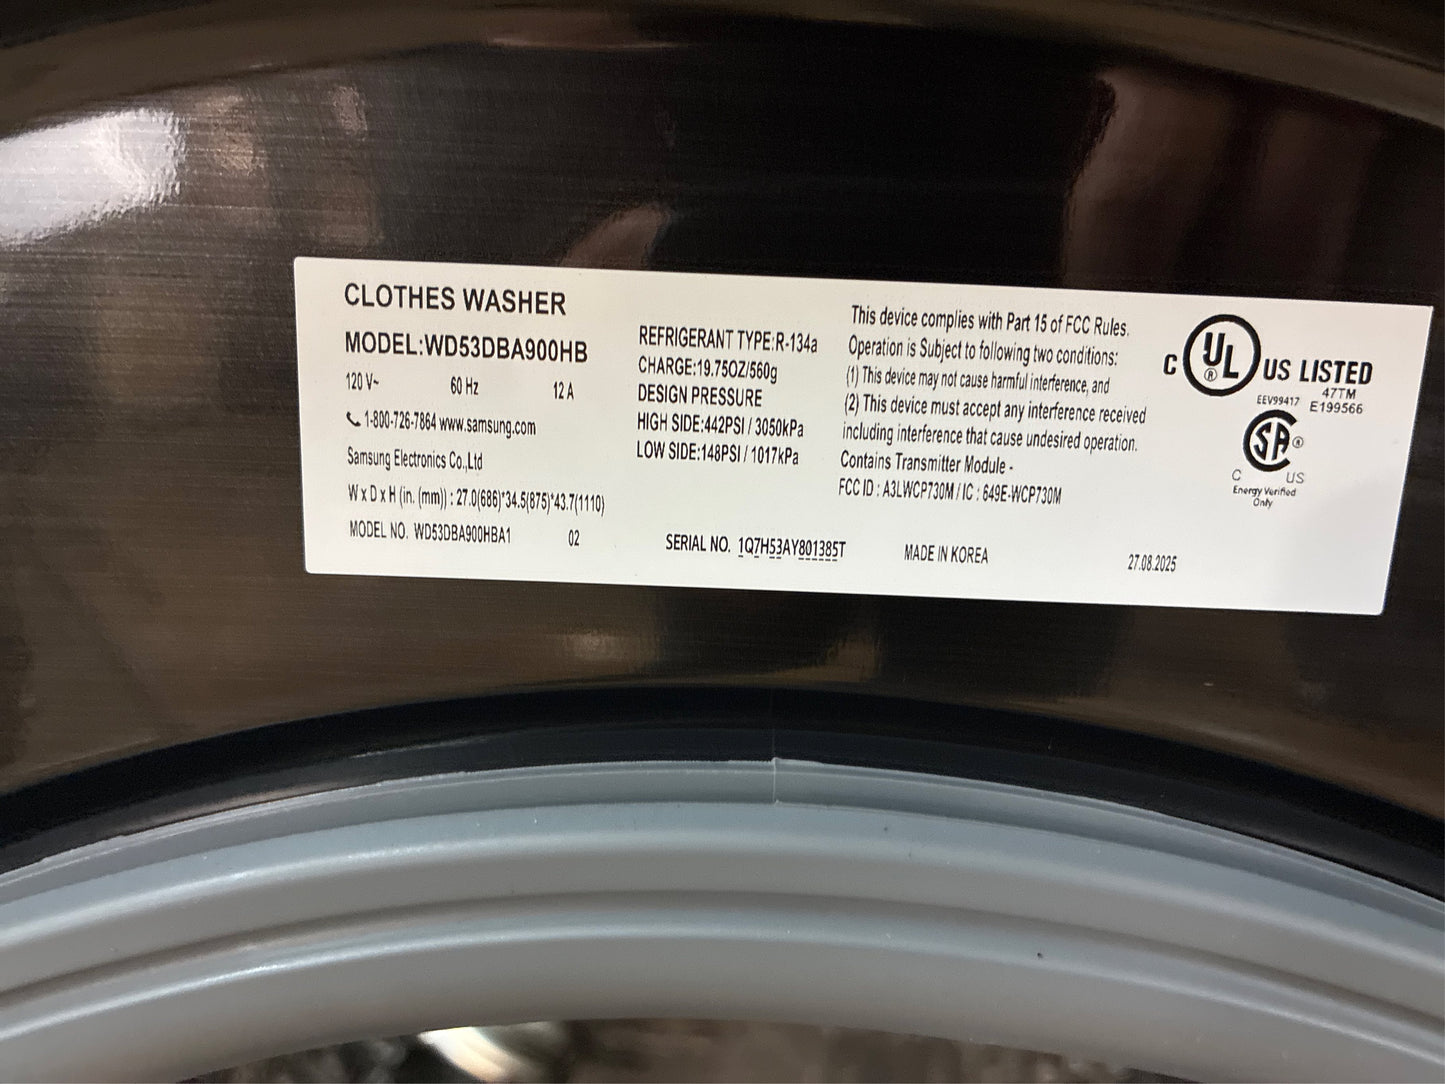 CLOTHES WASHER
MODEL:WD53DBA900HB
120 V~ 60 Hz 12 A
1-800-726-7864 www.samsung.com
Samsung Electronics Co.,Ltd
W x D x H (in. (mm)) : 27.0(686)*34.5(875)*43.7(1110)
MODEL NO. WD53DBA900HBA1 02
REFRIGERANT TYPE:R-134a
CHARGE:19.75OZ/560g
DESIGN PRESSURE
HIGH SIDE:442PSI / 3050kPa
LOW SIDE:148PSI / 1017kPa
SERIAL NO. 1Q7H53AY801385T
This device complies with Part 15 of FCC Rules.
Operation is Subject to following two conditions:
(1) This device may not cause harmful interference, and
(2) This device must accept any interference received
including interference that cause undesired operation.
Contains Transmitter Module -
FCC ID : A3LWCP730M / IC : 649E-WCP730M
MADE IN KOREA
27.08.2025
C UL ® US LISTED
47TM
EEV99417 E199566
SA ®
C US
Energy Verified
Only